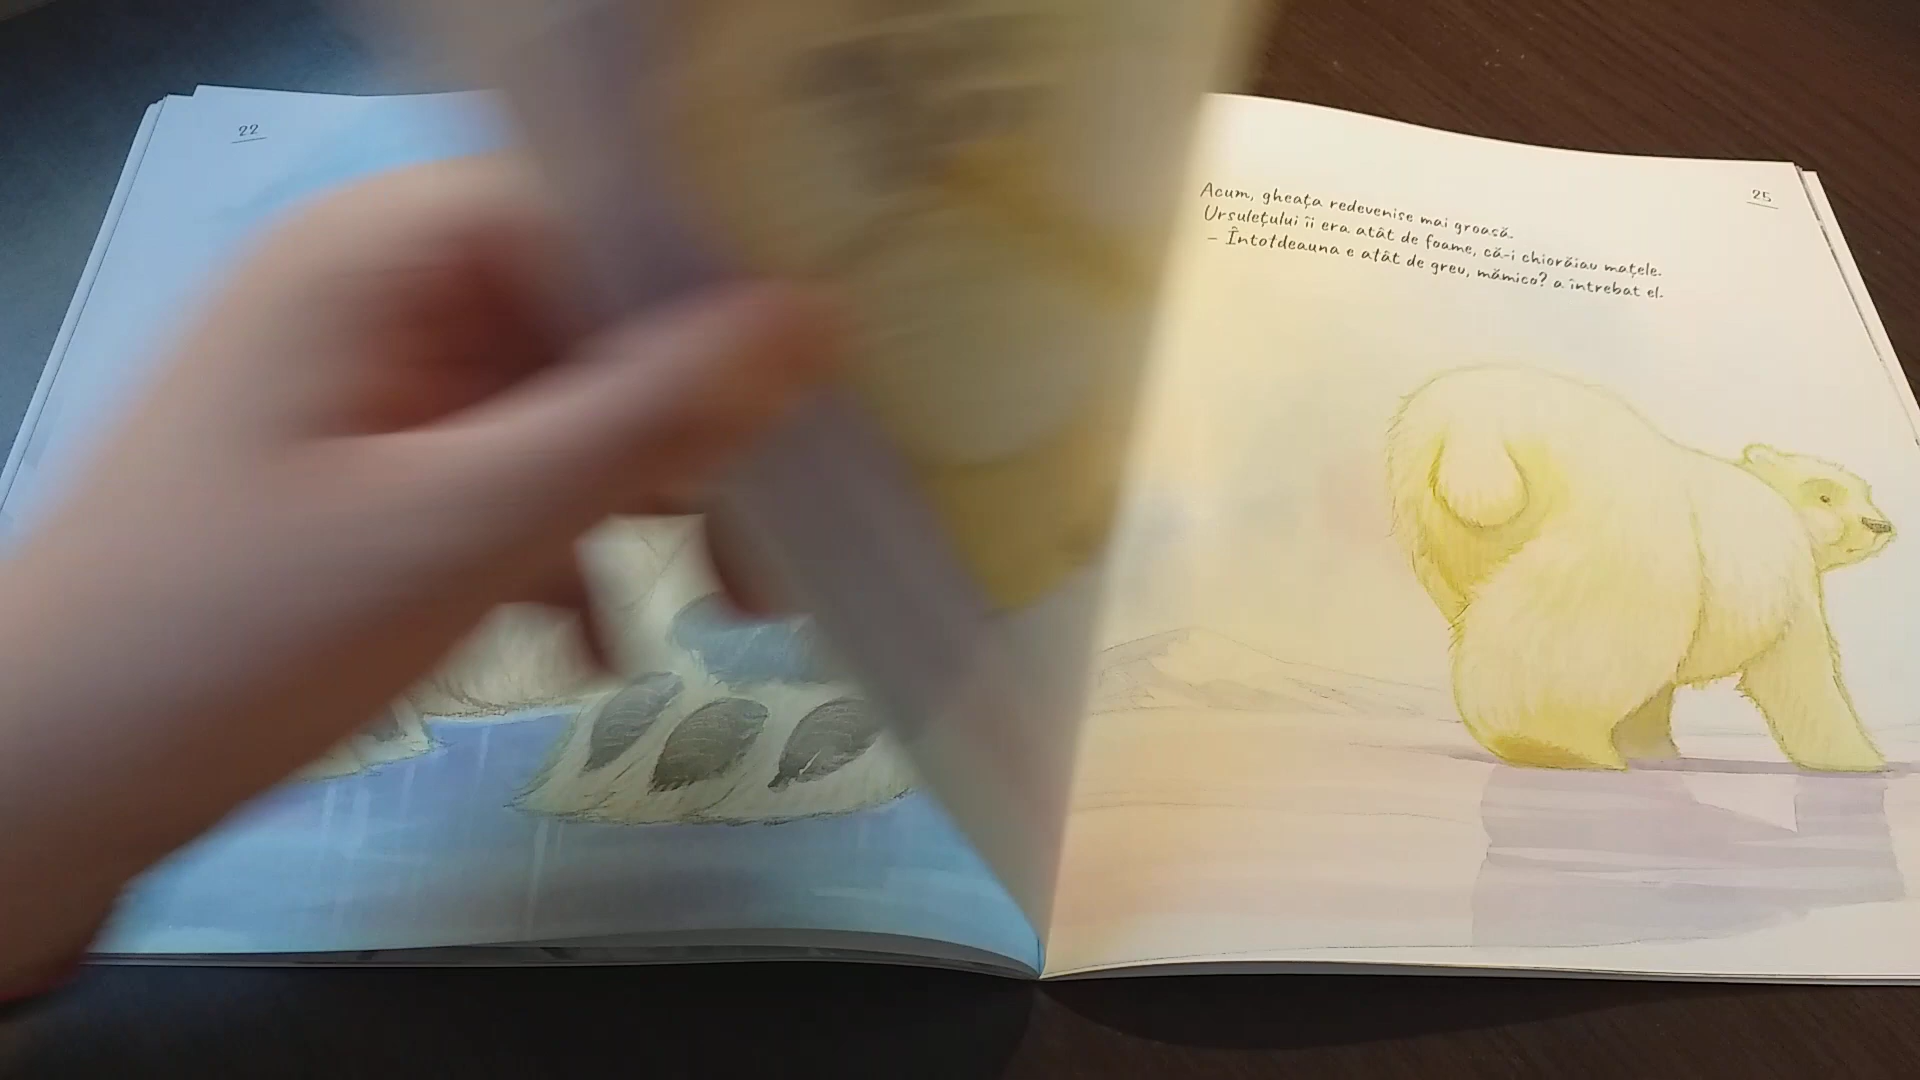 22
25
Acum, gheața redevenise mai groasă.
Ursulețului îi era atât de foame, că-i chiorăiau mațele.
– Întotdeauna e atât de greu, mămico? a întrebat el.